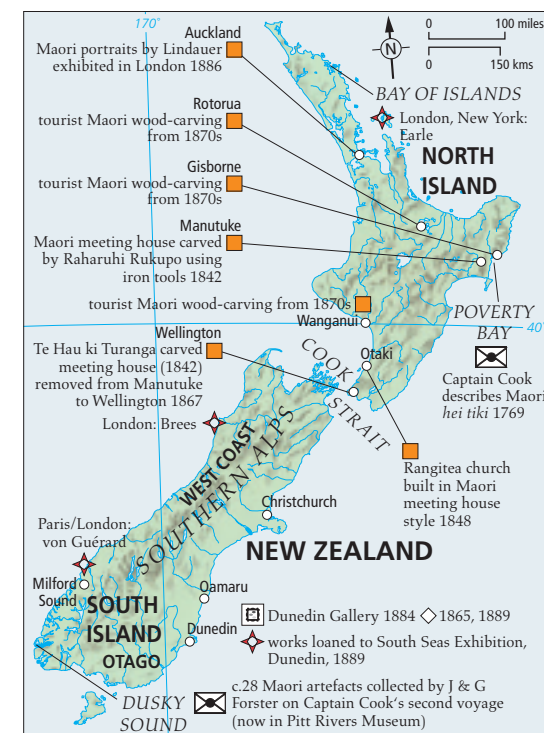 170°
Auckland
Maori portraits by Lindauer
exhibited in London 1886
0 100 miles
N
0 150 kms
BAY OF ISLANDS
Rotorua
tourist Maori wood-carving
from 1870s
London, New York:
Earle
NORTH
ISLAND
Gisborne
tourist Maori wood-carving
from 1870s
Manutuke
Maori meeting house carved
by Raharuhi Rukupo using
iron tools 1842
tourist Maori wood-carving from 1870s
Wanganui
POVERTY
BAY
40°
Wellington
Te Hau ki Turanga carved
meeting house (1842)
removed from Manutuke
to Wellington 1867
COOK
STRAIT
Otaki
Captain Cook
describes Maori
hei tiki 1769
London: Brees
WEST COAST
SOUTHERN ALPS
Rangitea church
built in Maori
meeting house
style 1848
Christchurch
Paris/London:
von Guérard
NEW ZEALAND
Milford
Sound
SOUTH
ISLAND
OTAGO
Oamaru
Dunedin
Dunedin Gallery 1884 1865, 1889
works loaned to South Seas Exhibition,
Dunedin, 1889
DUSKY
SOUND
c.28 Maori artefacts collected by J & G
Forster on Captain Cook‘s second voyage
(now in Pitt Rivers Museum)